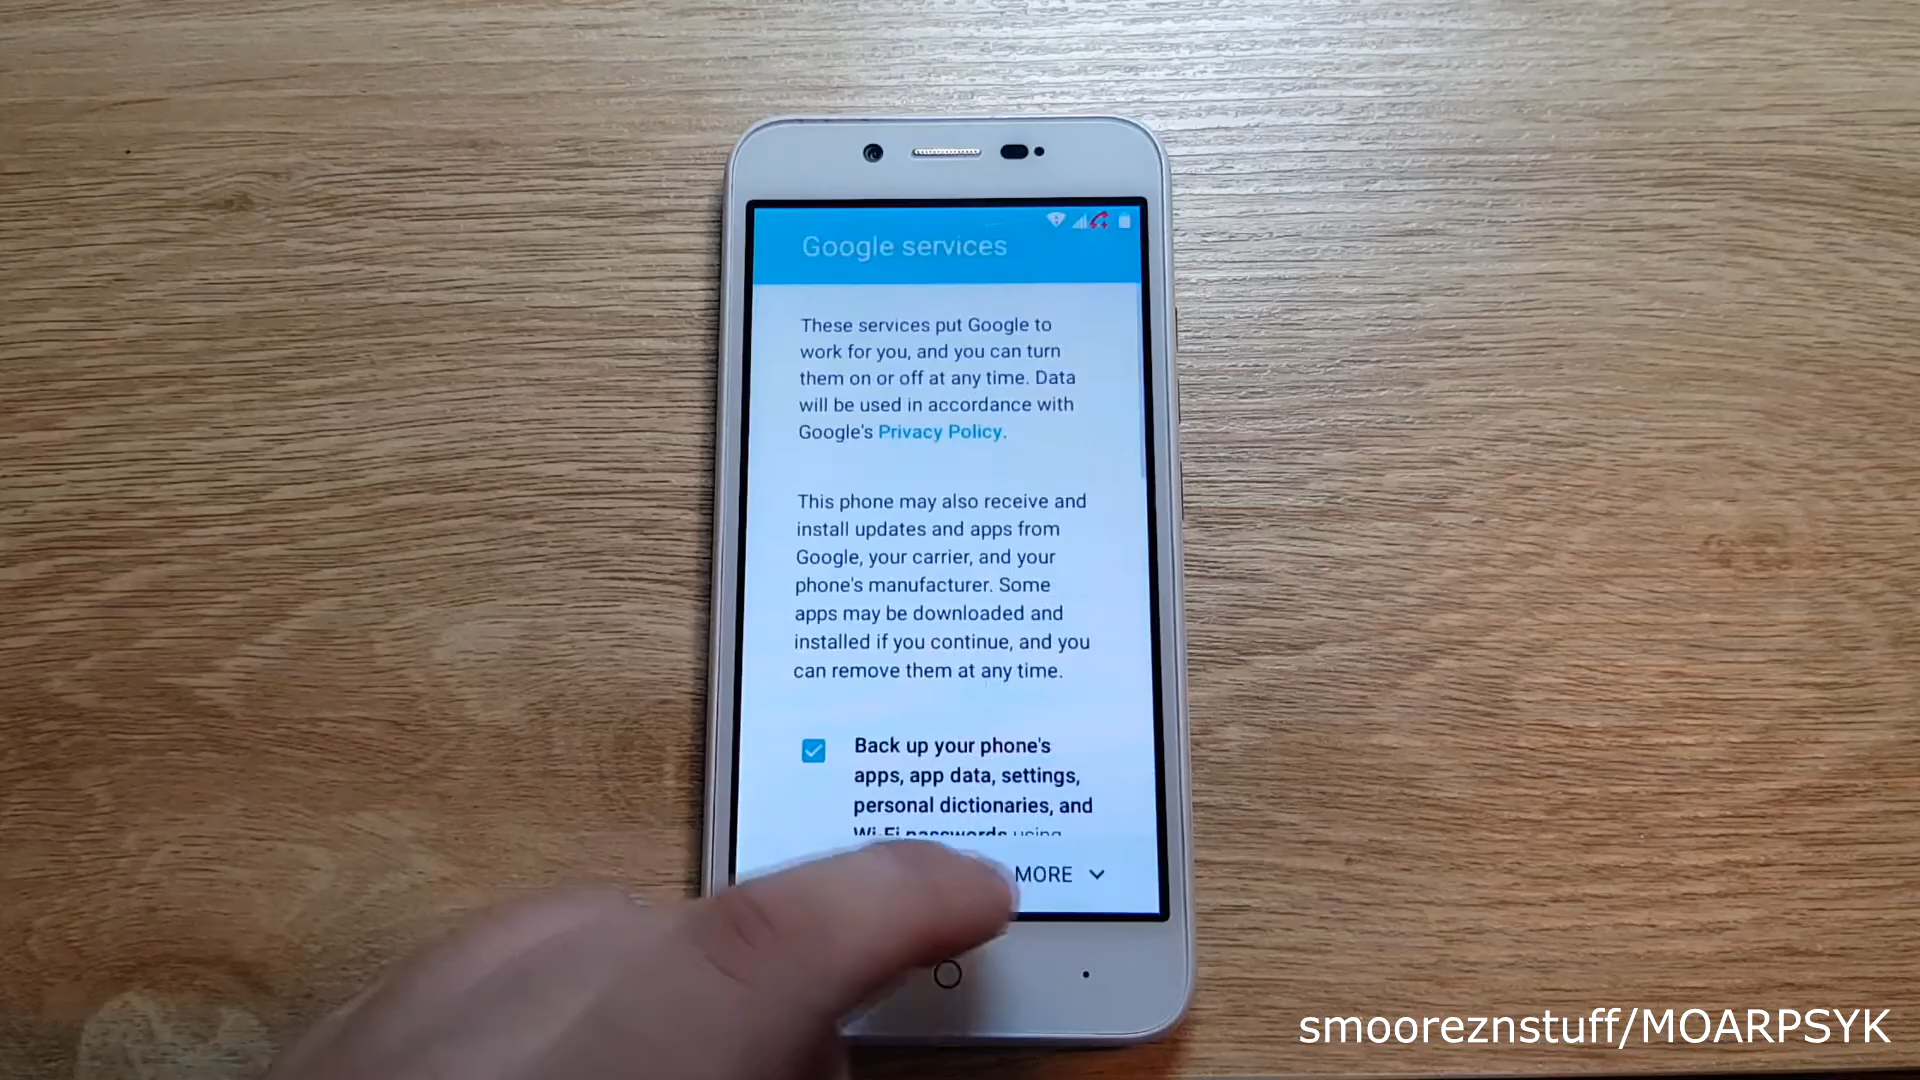 Google services
These services put Google to
work for you, and you can turn
them on or off at any time. Data
will be used in accordance with
Google's Privacy Policy.
This phone may also receive and
install updates and apps from
Google, your carrier, and your
phone's manufacturer. Some
apps may be downloaded and
installed if you continue, and you
can remove them at any time.
Back up your phone's
apps, app data, settings,
personal dictionaries, and
Wi-Fi passwords using
MORE
smooreznstuff/MOARPSYK